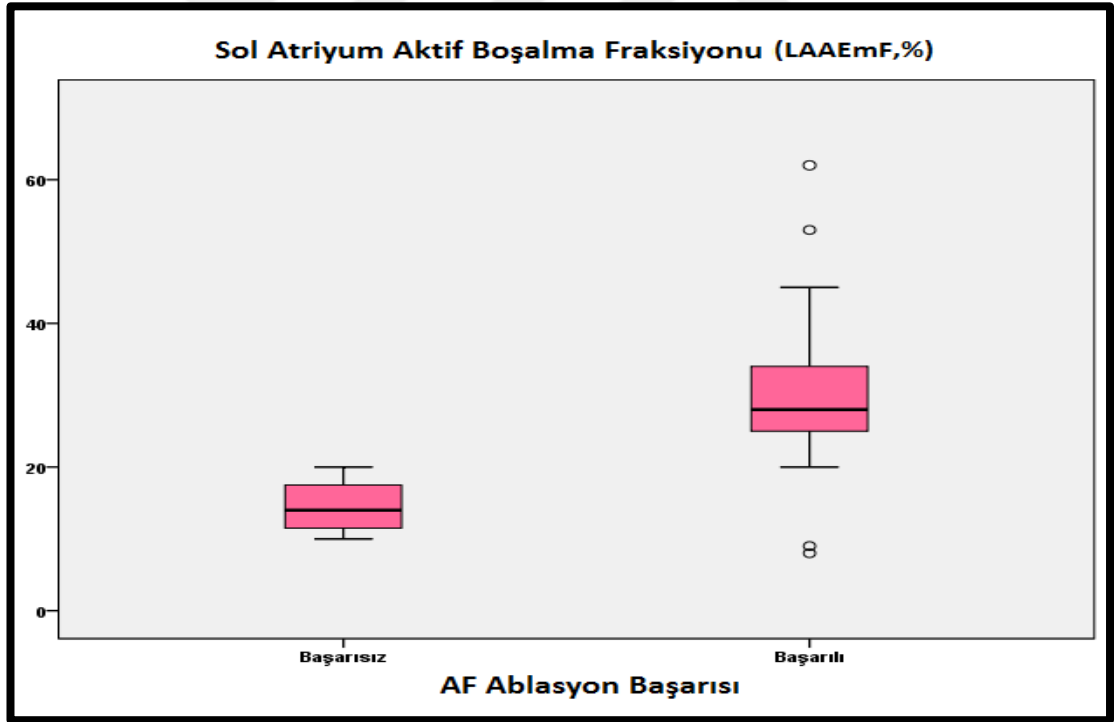 Sol Atriyum Aktif Boşalma Fraksiyonu (LAAEmF,%)
60
40
20
0
Başarısız Başarılı
AF Ablasyon Başarısı